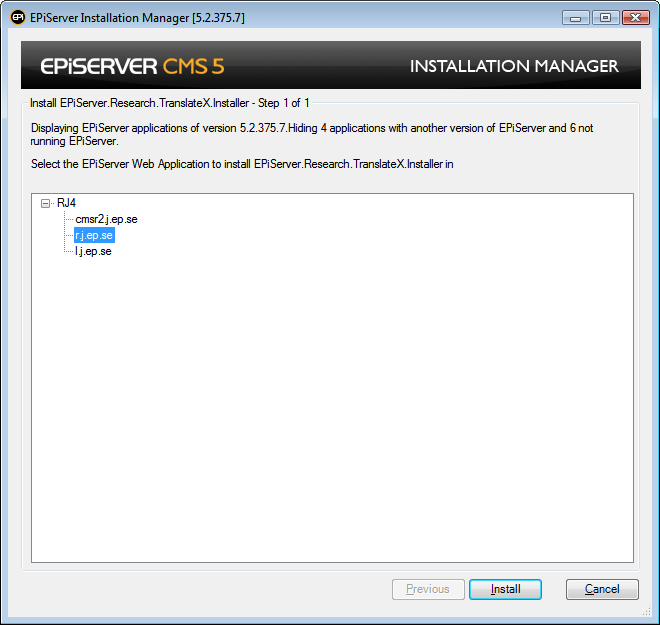 EPi EPiServer Installation Manager [5.2.375.7]
EPiSERVER CMS 5 INSTALLATION MANAGER
Install EPiServer.Research.TranslateX.Installer - Step 1 of 1
Displaying EPiServer applications of version 5.2.375.7.Hiding 4 applications with another version of EPiServer and 6 not
running EPiServer.
Select the EPiServer Web Application to install EPiServer.Research.TranslateX.Installer in
RJ4
cmsr2.j.ep.se
r.j.ep.se
l.j.ep.se
Previous Install Cancel